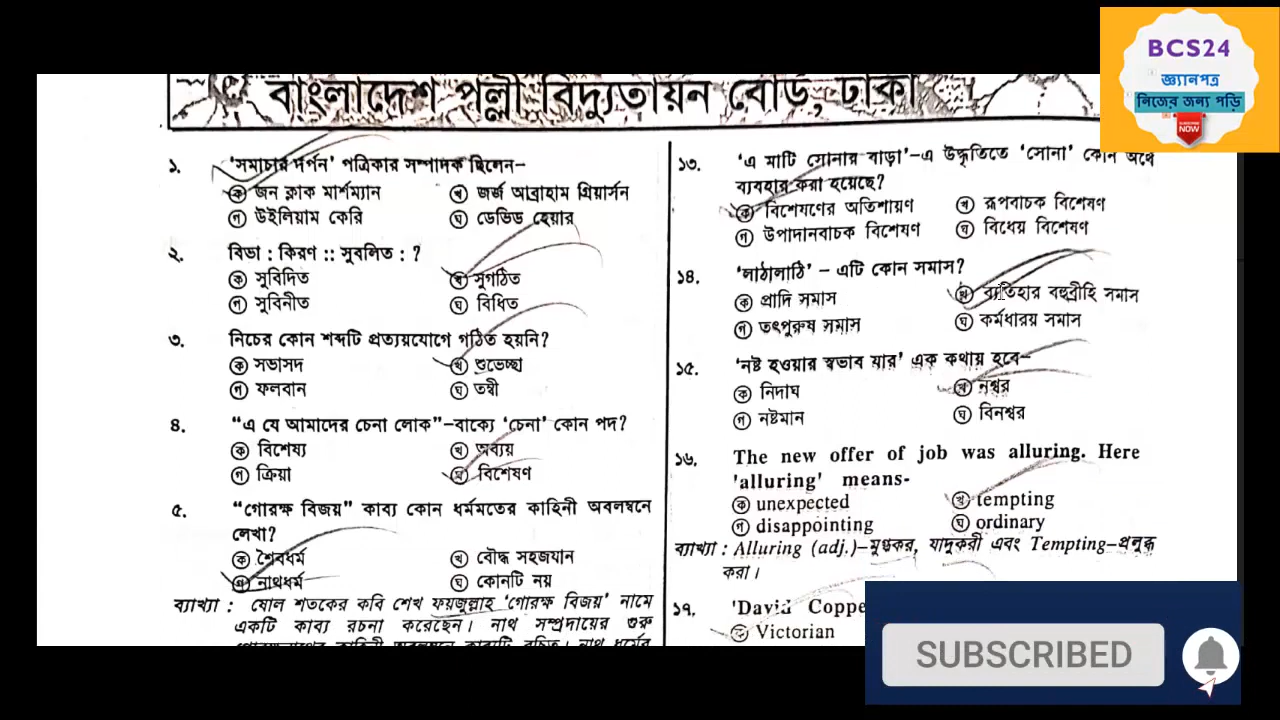 বাংলাদেশ পল্লী বিদ্যুতায়ন বোর্ড, ঢাকা
BCS24
জ্ঞ্যানপত্র
নিজের জন্য পড়ি
SUBSCRIBE
NOW
১. ‘সমাচার দর্পন’ পত্রিকার সম্পাদক ছিলেন–
ক জন ক্লাক মার্শম্যান খ জর্জ আব্রাহাম গ্রিয়ার্সন
গ উইলিয়াম কেরি ঘ ডেভিড হেয়ার
২. বিভা : কিরণ :: সুবলিত : ?
ক সুবিদিত খ সুগঠিত
গ সুবিনীত ঘ বিধিত
৩. নিচের কোন শব্দটি প্রত্যয়যোগে গঠিত হয়নি?
ক সভাসদ খ শুভেচ্ছা
গ ফলবান ঘ তন্বী
৪. “এ যে আমাদের চেনা লোক”–বাক্যে ‘চেনা’ কোন পদ?
ক বিশেষ্য খ অব্যয়
গ ক্রিয়া ঘ বিশেষণ
৫. “গোরক্ষ বিজয়” কাব্য কোন ধর্মমতের কাহিনী অবলম্বনে
লেখা?
ক শৈবধর্ম খ বৌদ্ধ সহজযান
গ নাথধর্ম ঘ কোনটি নয়
ব্যাখ্যা : ষোল শতকের কবি শেখ ফয়জুল্লাহ ‘গোরক্ষ বিজয়’ নামে
একটি কাব্য রচনা করেছেন। নাথ সম্প্রদায়ের গুরু
১৩. ‘এ মাটি সোনার বাড়া’–এ উদ্ধৃতিতে ‘সোনা’ কোন অর্থে
ব্যবহার করা হয়েছে?
ক বিশেষণের অতিশায়ণ খ রূপবাচক বিশেষণ
গ উপাদানবাচক বিশেষণ ঘ বিধেয় বিশেষণ
১৪. ‘লাঠালাঠি’ – এটি কোন সমাস?
ক প্রাদি সমাস খ ব্যতিহার বহুব্রীহি সমাস
গ তৎপুরুষ সমাস ঘ কর্মধারয় সমাস
১৫. ‘নষ্ট হওয়ার স্বভাব যার’ এক কথায় হবে–
ক নিদাঘ খ নশ্বর
গ নষ্টমান ঘ বিনশ্বর
১৬. The new offer of job was alluring. Here
'alluring' means-
ক unexpected খ tempting
গ disappointing ঘ ordinary
ব্যাখ্যা : Alluring (adj.)–মুগ্ধকর, যাদুকরী এবং Tempting–প্রলুব্ধ
করা।
১৭. 'David Coppe
ক Victorian
SUBSCRIBED